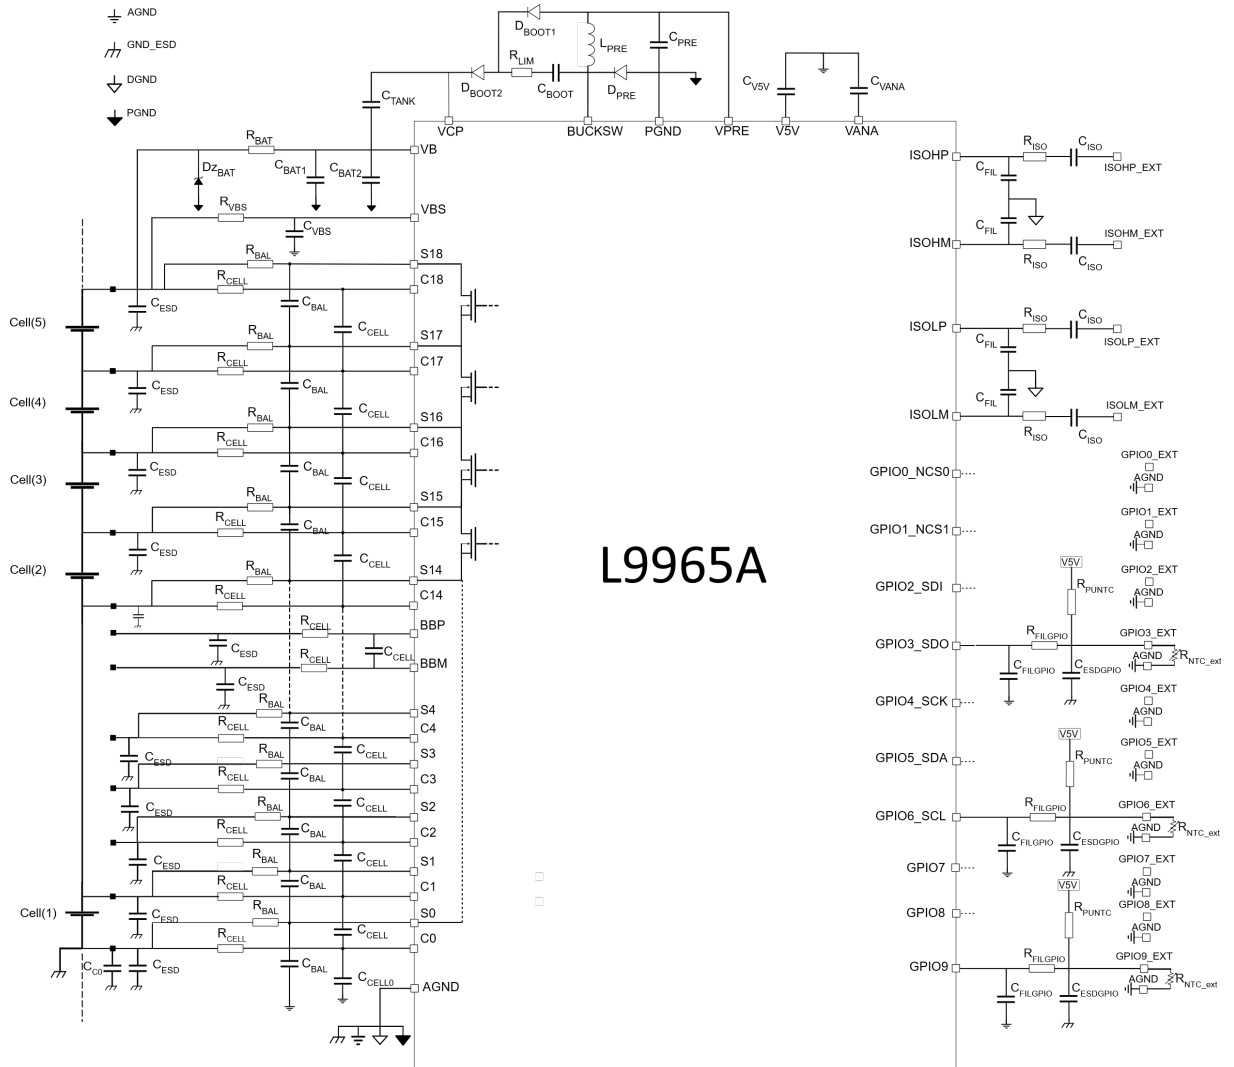 AGND
GND_ESD
DGND
PGND
DBOOT1
LPRE
CPRE
RLIM
DBOOT2
CBOOT
DPRE
CTANK
CV5V
CVANA
VCP
BUCKSW
PGND
VPRE
V5V
VANA
RBAT
VB
DzBAT
CBAT1
CBAT2
RVBS
VBS
CVBS
RBAL
S18
RCELL
C18
CESD
CBAL
CCELL
Cell(5)
RBAL
S17
RCELL
C17
CESD
CBAL
CCELL
Cell(4)
RBAL
S16
RCELL
C16
CESD
CBAL
CCELL
Cell(3)
RBAL
S15
RCELL
C15
CESD
CBAL
CCELL
Cell(2)
RBAL
S14
RCELL
C14
RCELL
BBP
CESD
CCELL
RCELL
BBM
CESD
RBAL
S4
RCELL
C4
CBAL
CESD
CCELL
RBAL
S3
RCELL
C3
CBAL
CESD
CCELL
RBAL
S2
RCELL
C2
CBAL
CESD
CCELL
RBAL
S1
RCELL
C1
CBAL
CESD
CCELL
Cell(1)
RBAL
S0
RCELL
C0
CC0
CESD
CBAL
CCELL0
AGND
L9965A
ISOHP
RISO
CISO
ISOHP_EXT
CFIL
CFIL
ISOHM
RISO
CISO
ISOHM_EXT
ISOLP
RISO
CISO
ISOLP_EXT
CFIL
CFIL
ISOLM
RISO
CISO
ISOLM_EXT
GPIO0_NCS0
GPIO0_EXT
AGND
GPIO1_NCS1
GPIO1_EXT
AGND
GPIO2_SDI
V5V
RPUNTC
GPIO2_EXT
AGND
GPIO3_SDO
RFILGPIO
GPIO3_EXT
AGND
RNTC_ext
CFILGPIO
CESDGPIO
GPIO4_SCK
GPIO4_EXT
AGND
GPIO5_SDA
V5V
RPUNTC
GPIO5_EXT
AGND
GPIO6_SCL
RFILGPIO
GPIO6_EXT
AGND
RNTC_ext
CFILGPIO
CESDGPIO
GPIO7
GPIO7_EXT
AGND
GPIO8
V5V
RPUNTC
GPIO8_EXT
AGND
GPIO9
RFILGPIO
GPIO9_EXT
AGND
RNTC_ext
CFILGPIO
CESDGPIO